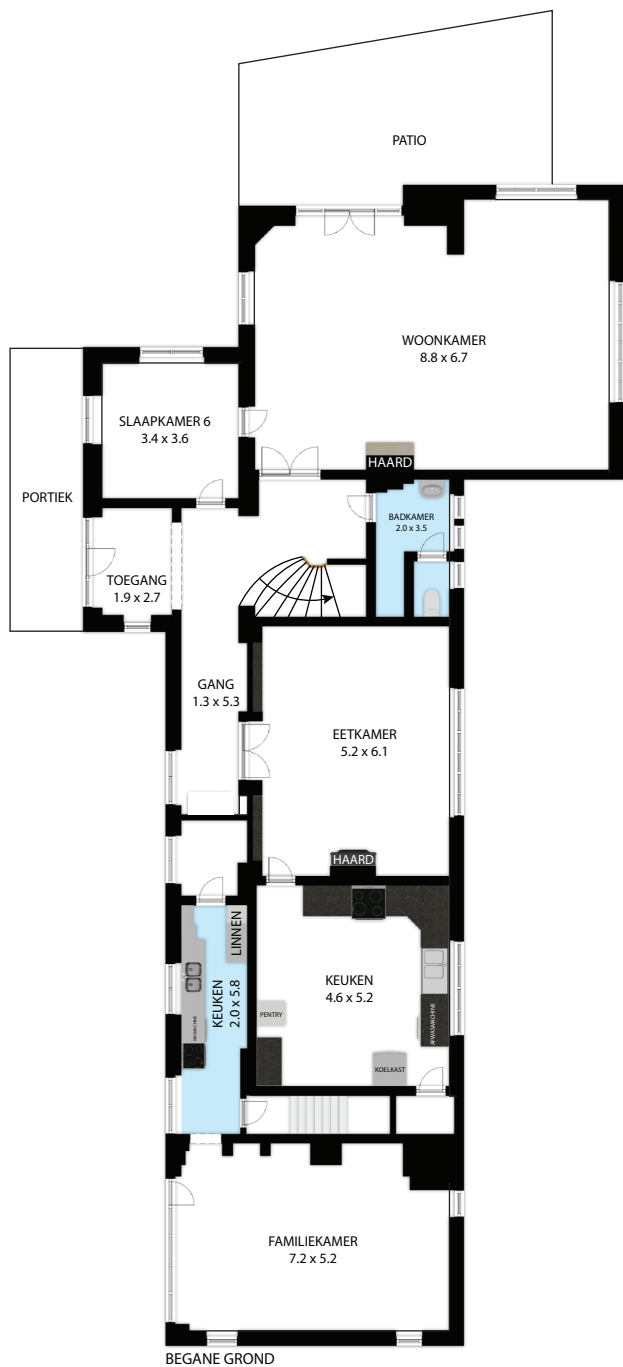 PATIO
WOONKAMER
8.8 x 6.7
SLAAPKAMER 6
3.4 x 3.6
HAARD
PORTIEK
BADKAMER
2.0 x 3.5
TOEGANG
1.9 x 2.7
GANG
1.3 x 5.3
EETKAMER
5.2 x 6.1
HAARD
LINNEN
KEUKEN
2.0 x 5.8
KEUKEN
4.6 x 5.2
PENTRY
AFWASMACHINE
KOELKAST
FAMILIEKAMER
7.2 x 5.2
BEGANE GROND